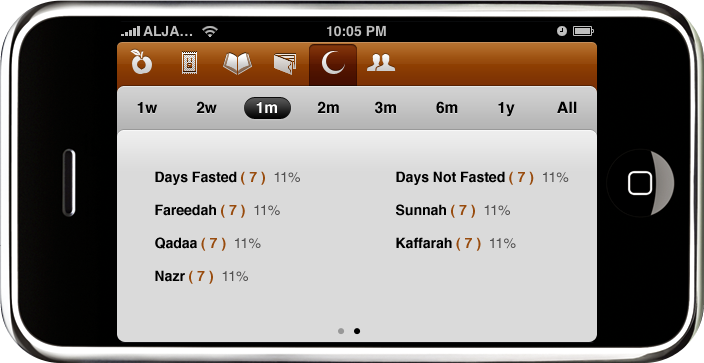 ALJA... 10:05 PM
1w 2w 1m 2m 3m 6m 1y All
Days Fasted ( 7 ) 11% Days Not Fasted ( 7 ) 11%
Fareedah ( 7 ) 11% Sunnah ( 7 ) 11%
Qadaa ( 7 ) 11% Kaffarah ( 7 ) 11%
Nazr ( 7 ) 11%